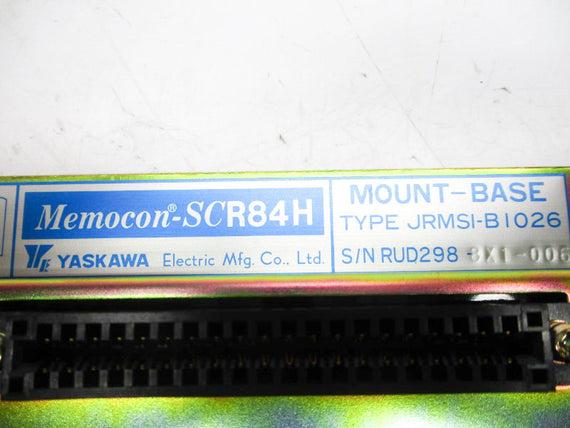 Memocon®-SCR84H
YASKAWA Electric Mfg. Co., Ltd.
MOUNT-BASE
TYPE JRMSI-B1026
S/N RUD298